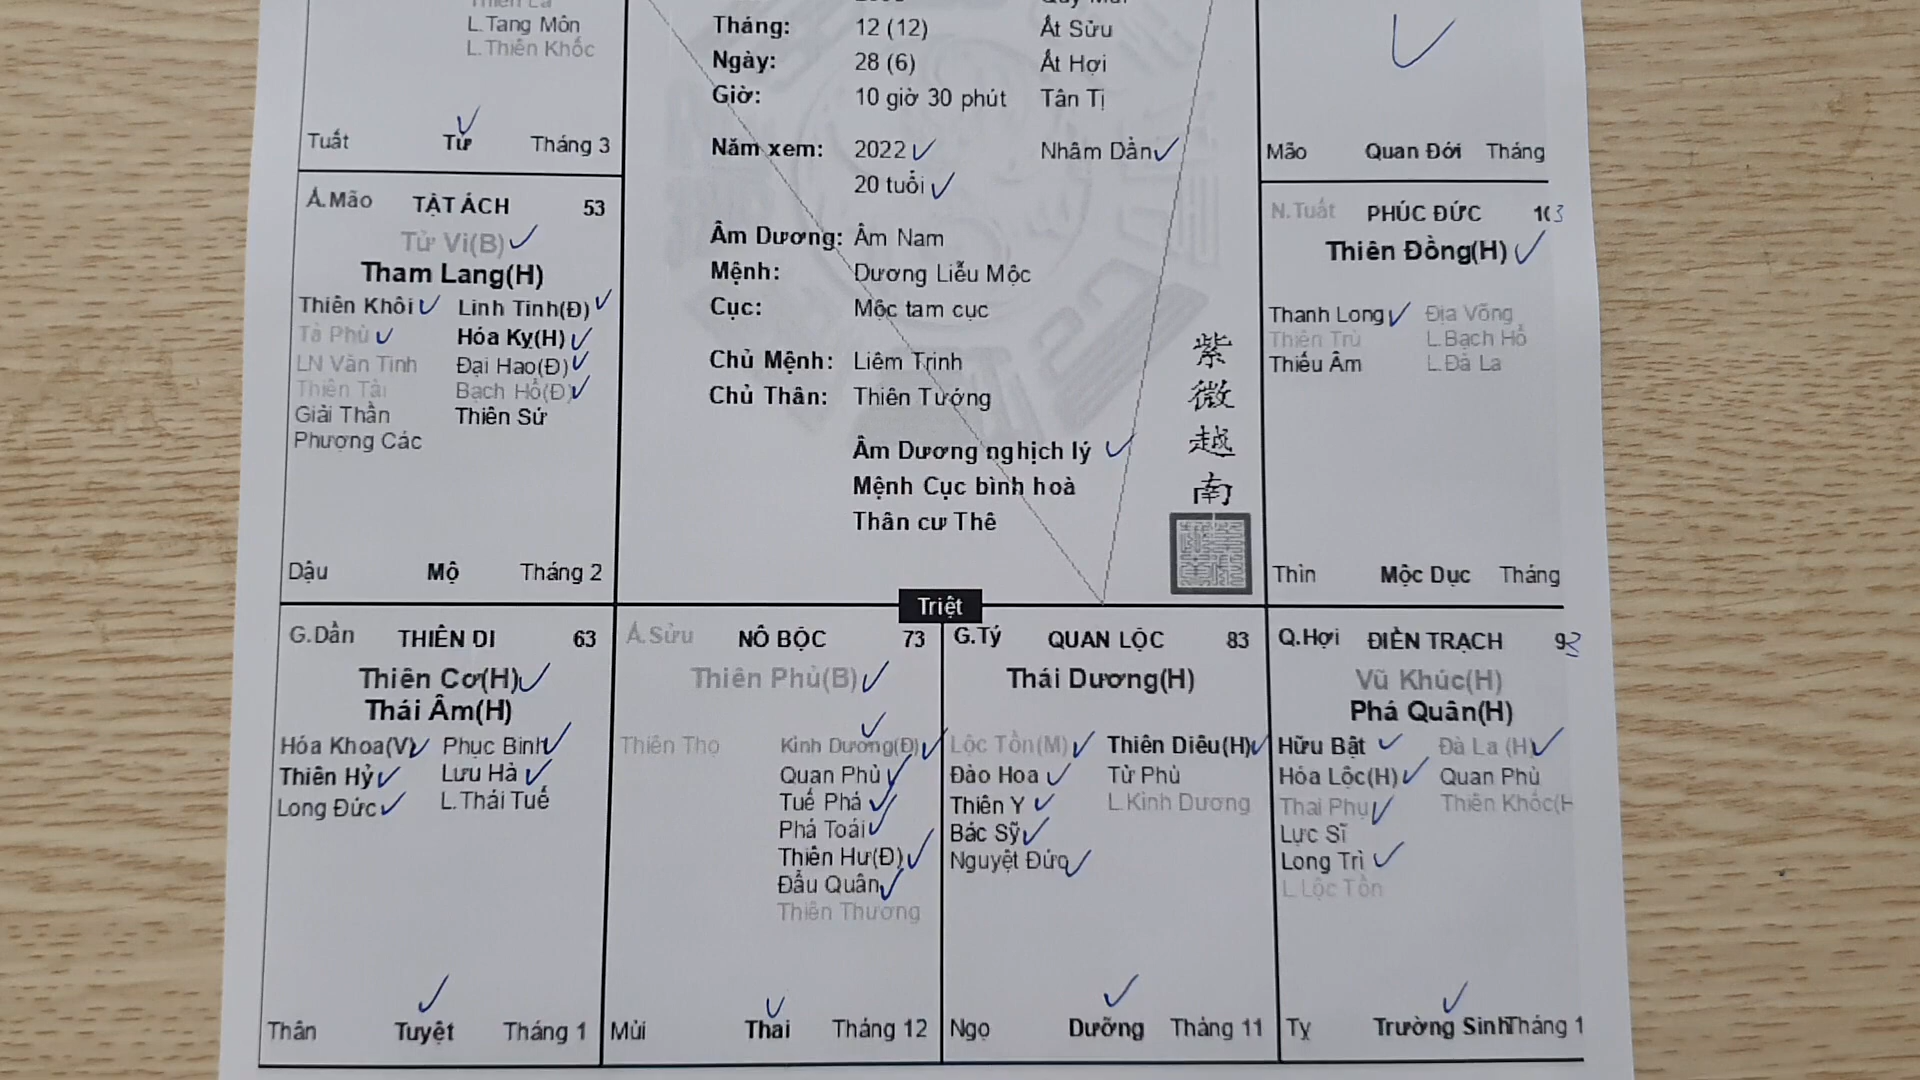 L.Tang Môn
L.Thiên Khốc
Tuất Tử Tháng 3
Tháng: 12 (12) Ất Sửu
Ngày: 28 (6) Ất Hợi
Giờ: 10 giờ 30 phút Tân Tị
Năm xem: 2022 Nhâm Dần
20 tuổi
Âm Dương: Âm Nam
Mệnh: Dương Liễu Mộc
Cục: Mộc tam cục
Chủ Mệnh: Liêm Trinh
Chủ Thân: Thiên Tướng
Âm Dương nghịch lý
Mệnh Cục bình hoà
Thân cư Thê
紫
微
越
南
Mão Quan Đới Tháng
Á.Mão TẬT ÁCH 53
Tử Vi(B)
Tham Lang(H)
Thiên Khôi Linh Tinh(Đ)
Tả Phù Hóa Kỵ(H)
LN Văn Tinh Đại Hao(Đ)
Thiên Tài Bạch Hổ(Đ)
Giải Thần Thiên Sứ
Phượng Các
Dậu Mộ Tháng 2
N.Tuất PHÚC ĐỨC 103
Thiên Đồng(H)
Thanh Long Địa Võng
Thiên Trù L.Bạch Hổ
Thiếu Âm L.Đà La
Thìn Mộc Dục Tháng
Triệt
G.Dần THIÊN DI 63
Thiên Cơ(H)
Thái Âm(H)
Hóa Khoa(V) Phục Binh
Thiên Hỷ Lưu Hà
Long Đức L.Thái Tuế
Thân Tuyệt Tháng 1
Á.Sửu NÔ BỘC 73
Thiên Phủ(B)
Thiên Thọ Kình Dương(Đ)
Quan Phù
Tuế Phá
Phá Toái
Thiên Hư(Đ)
Đẩu Quân
Thiên Thương
Mùi Thai Tháng 12
G.Tý QUAN LỘC 83
Thái Dương(H)
Lộc Tồn(M) Thiên Diêu(H)
Đào Hoa Tử Phù
Thiên Y L.Kình Dương
Bác Sỹ
Nguyệt Đức
Ngọ Dưỡng Tháng 11
Q.Hợi ĐIỀN TRẠCH 93
Vũ Khúc(H)
Phá Quân(H)
Hữu Bật Đà La (H)
Hóa Lộc(H) Quan Phù
Thai Phụ Thiên Khốc(H
Lực Sĩ
Long Trì
L.Lộc Tồn
Tỵ Trường Sinh Tháng 1